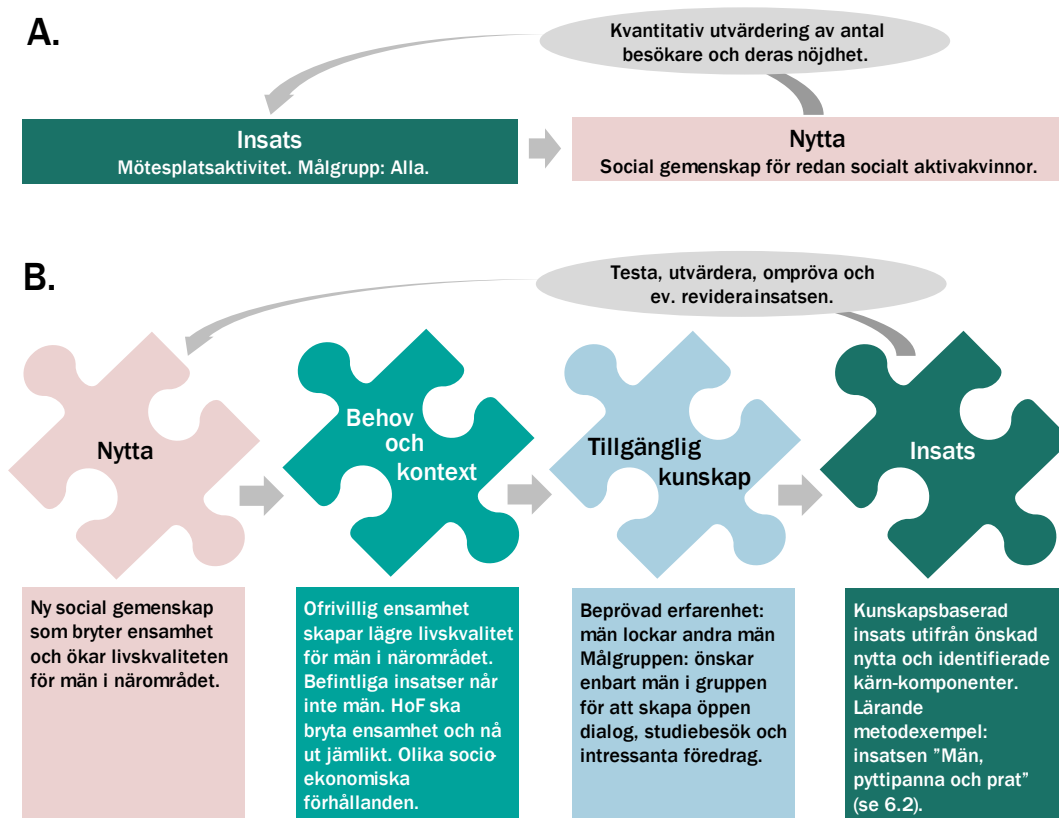 A.
Kvantitativ utvärdering av antal
besökare och deras nöjdhet.
Insats
Mötesplatsaktivitet. Målgrupp: Alla.
Nytta
Social gemenskap för redan socialt aktivakvinnor.
B.
Testa, utvärdera, ompröva och
ev. reviderainsatsen.
Nytta
Behov
och
kontext
Tillgänglig
kunskap
Insats
Ny social gemenskap
som bryter ensamhet
och ökar livskvaliteten
för män i närområdet.
Ofrivillig ensamhet
skapar lägre livskvalitet
för män i närområdet.
Befintliga insatser når
inte män. HoF ska
bryta ensamhet och nå
ut jämlikt. Olika socio-
ekonomiska
förhållanden.
Beprövad erfarenhet:
män lockar andra män
Målgruppen: önskar
enbart män i gruppen
för att skapa öppen
dialog, studiebesök och
intressanta föredrag.
Kunskapsbaserad
insats utifrån önskad
nytta och identifierade
kärn-komponenter.
Lärande
metodexempel:
insatsen ”Män,
pyttipanna och prat”
(se 6.2).